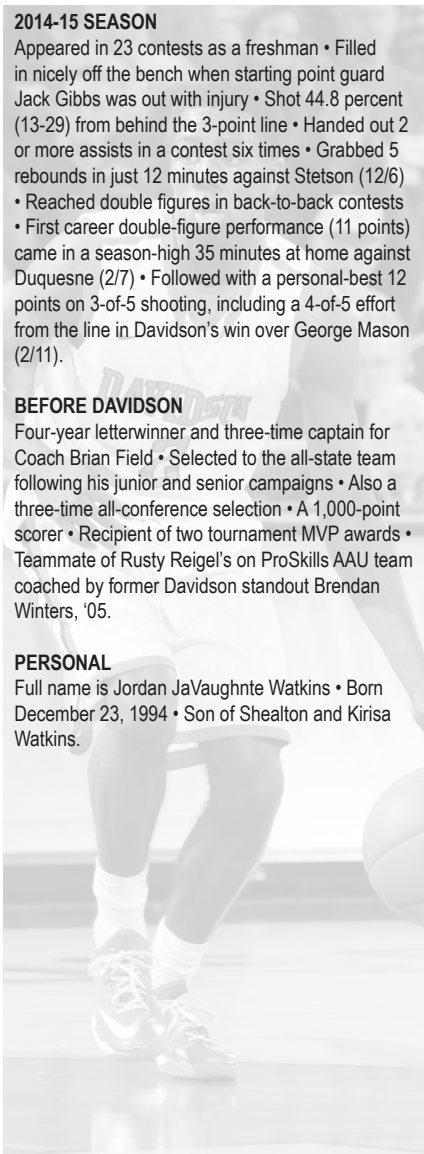 2014-15 SEASON
Appeared in 23 contests as a freshman • Filled
in nicely off the bench when starting point guard
Jack Gibbs was out with injury • Shot 44.8 percent
(13-29) from behind the 3-point line • Handed out 2
or more assists in a contest six times • Grabbed 5
rebounds in just 12 minutes against Stetson (12/6)
• Reached double figures in back-to-back contests
• First career double-figure performance (11 points)
came in a season-high 35 minutes at home against
Duquesne (2/7) • Followed with a personal-best 12
points on 3-of-5 shooting, including a 4-of-5 effort
from the line in Davidson’s win over George Mason
(2/11).
DAVIDSON
BEFORE DAVIDSON
Four-year letterwinner and three-time captain for
Coach Brian Field • Selected to the all-state team
following his junior and senior campaigns • Also a
three-time all-conference selection • A 1,000-point
scorer • Recipient of two tournament MVP awards •
Teammate of Rusty Reigel’s on ProSkills AAU team
coached by former Davidson standout Brendan
Winters, ‘05.
PERSONAL
Full name is Jordan JaVaughnte Watkins • Born
December 23, 1994 • Son of Shealton and Kirisa
Watkins.